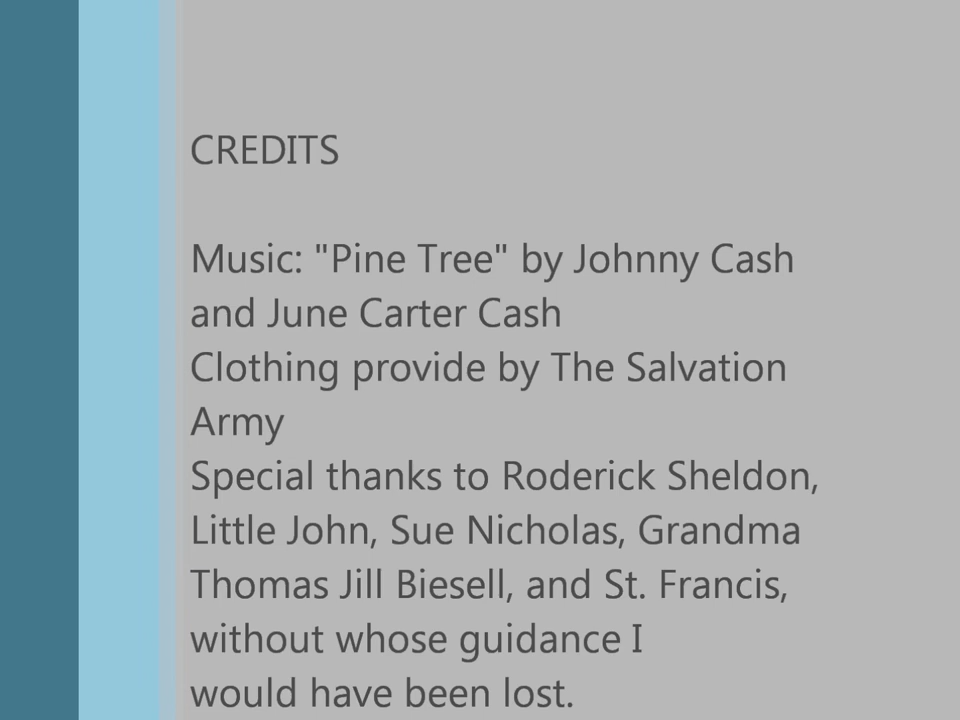 CREDITS
Music: "Pine Tree" by Johnny Cash
and June Carter Cash
Clothing provide by The Salvation
Army
Special thanks to Roderick Sheldon,
Little John, Sue Nicholas, Grandma
Thomas Jill Biesell, and St. Francis,
without whose guidance I
would have been lost.